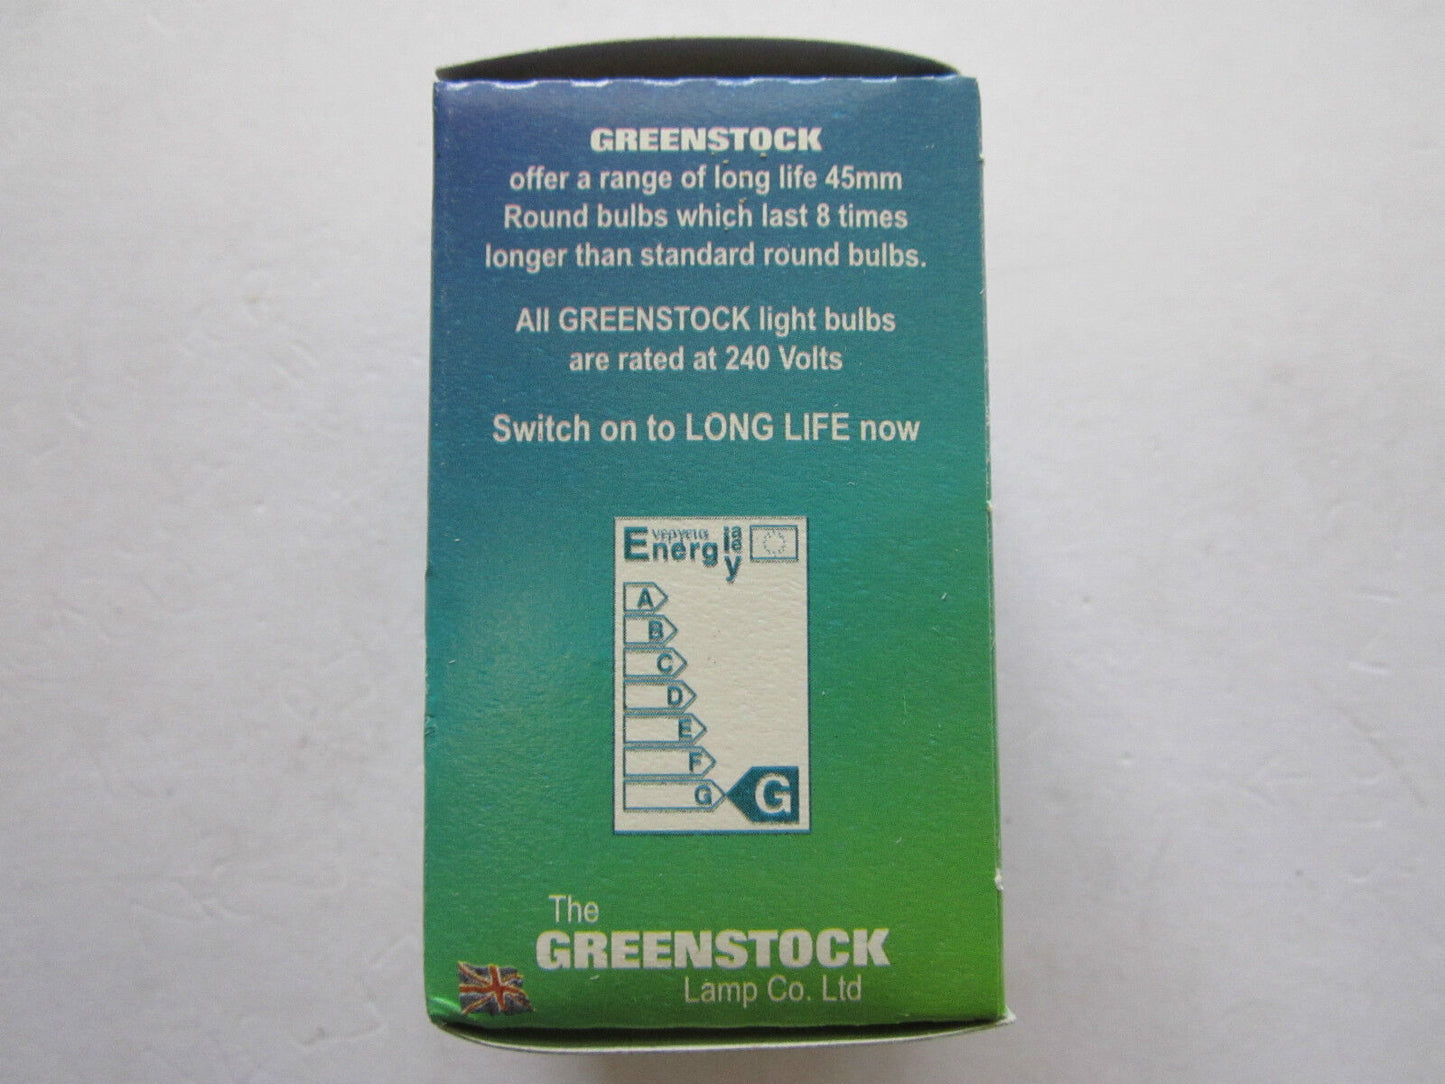 GREENSTOCK
offer a range of long life 45mm
Round bulbs which last 8 times
longer than standard round bulbs.
All GREENSTOCK light bulbs
are rated at 240 Volts
Switch on to LONG LIFE now
Energ
y
A
B
C
D
E
F
G
G
The
GREENSTOCK
Lamp Co. Ltd